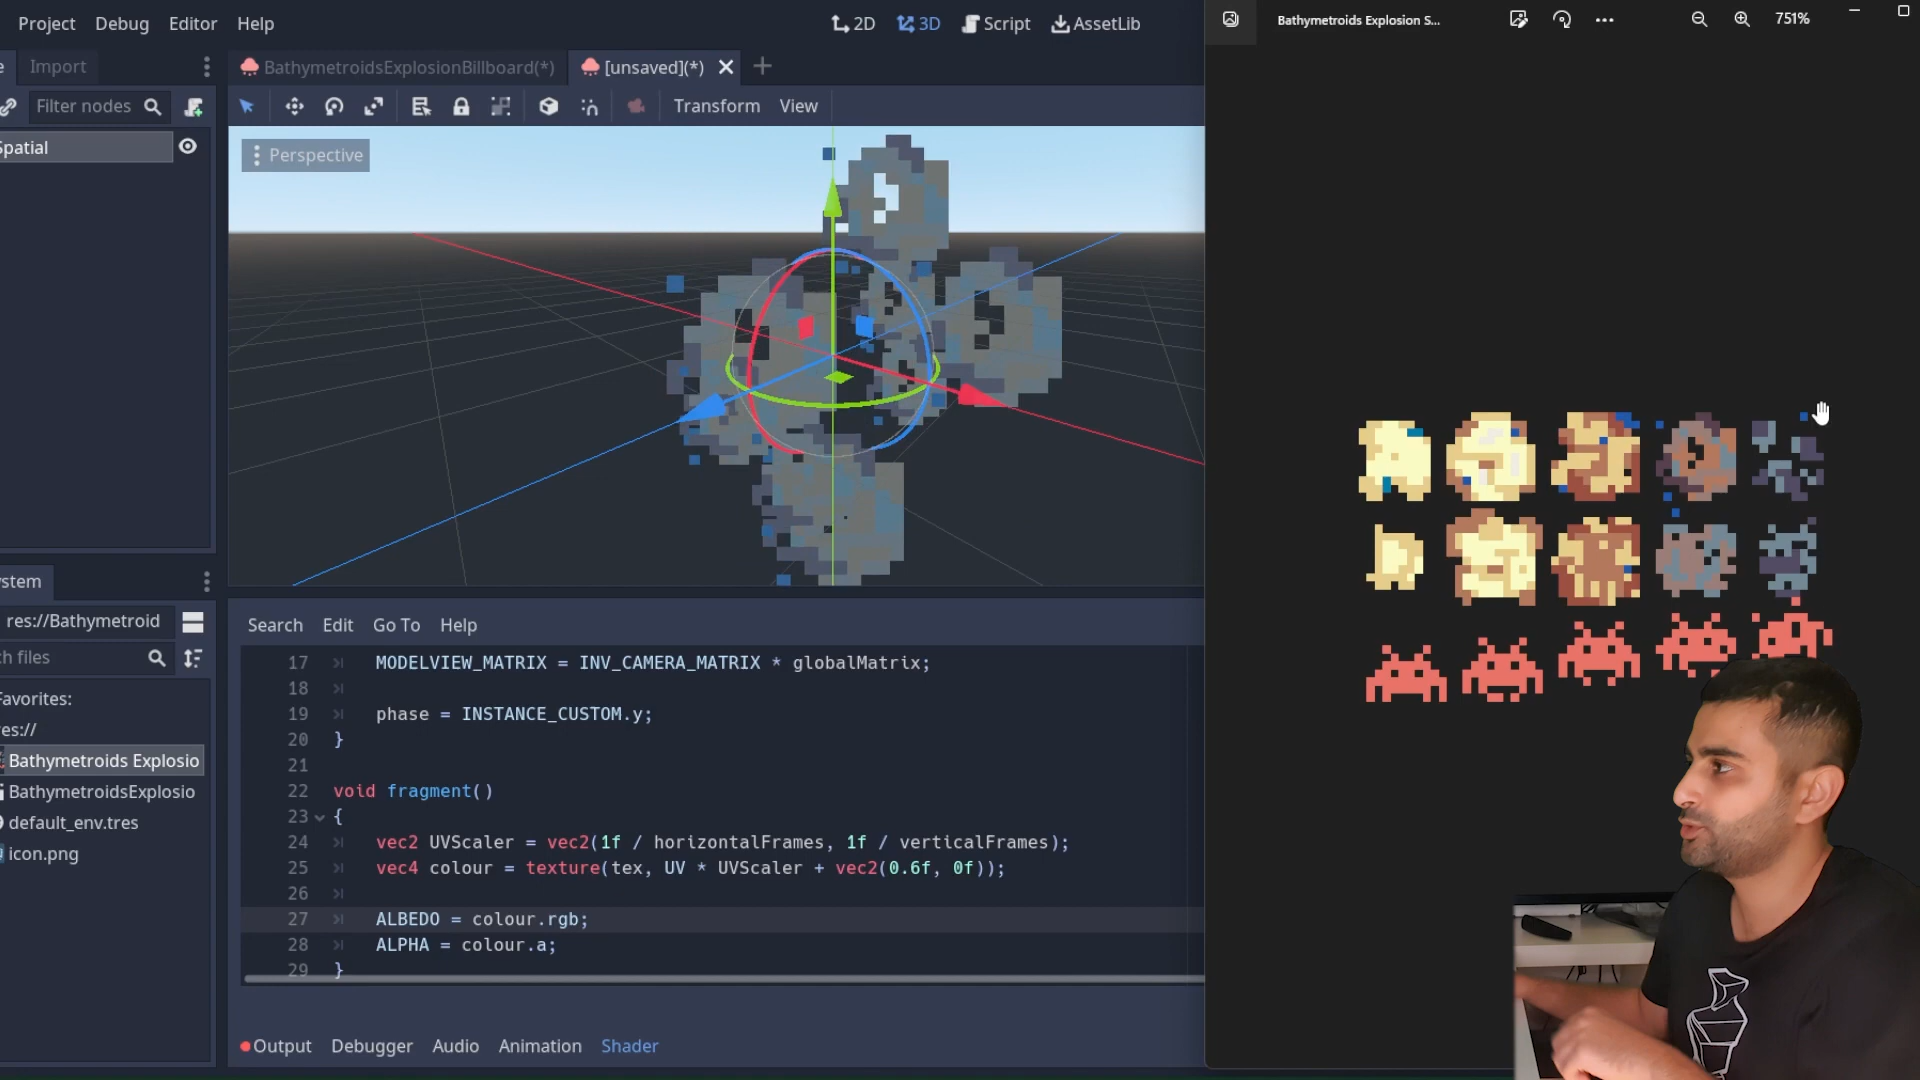 Project Debug Editor Help
2D 3D Script AssetLib
Bathymetroids Explosion S...
751%
Import
BathymetroidsExplosionBillboard(*)
[unsaved](*)
Filter nodes
Transform View
Spatial
Perspective
ystem
res://Bathymetroid
ch files
Favorites:
res://
Bathymetroids Explosio
BathymetroidsExplosio
default_env.tres
icon.png
Search Edit Go To Help
17 MODELVIEW_MATRIX = INV_CAMERA_MATRIX * globalMatrix;
18
19 phase = INSTANCE_CUSTOM.y;
20 }
21
22 void fragment()
23 {
24 vec2 UVScaler = vec2(1f / horizontalFrames, 1f / verticalFrames);
25 vec4 colour = texture(tex, UV * UVScaler + vec2(0.6f, 0f));
26
27 ALBEDO = colour.rgb;
28 ALPHA = colour.a;
29 }
Output Debugger Audio Animation Shader